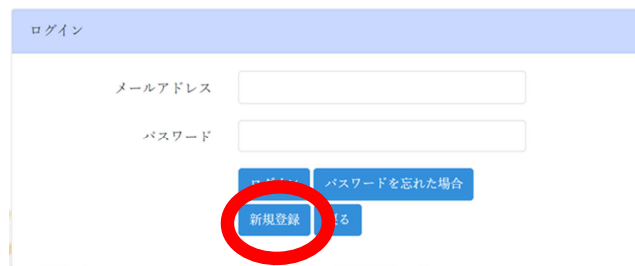 ログイン
メールアドレス
パスワード
パスワードを忘れた場合
新規登録